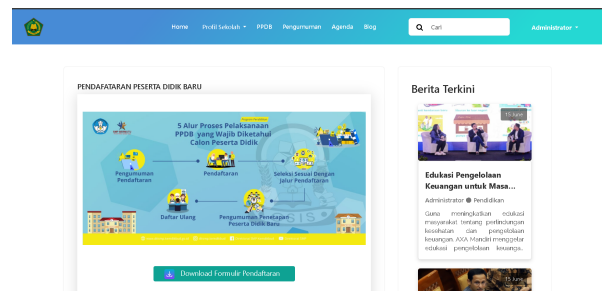 Home Profil Sekolah PPDB Pengumuman Agenda Blog Cari Administrator
PENDAFATARAN PESERTA DIDIK BARU
5 Alur Proses Pelaksanaan
PPDB yang Wajib Diketahui
Calon Peserta Didik
Pengumuman
Pendaftaran
Pendaftaran
Seleksi Sesuai Dengan
Jalur Pendaftaran
Daftar Ulang
Pengumuman Penetapan
Peserta Didik Baru
Download Formulir Pendaftaran
Berita Terkini
15 June
Edukasi Pengelolaan
Keuangan untuk Masa...
Administrator Pendidikan
Guna meningkatkan edukasi
masyarakat tentang perlindungan
kesehatan dan pengelolaan
keuangan, AXA Mandiri menggelar
edukasi pengelolaan keuanga...
15 June